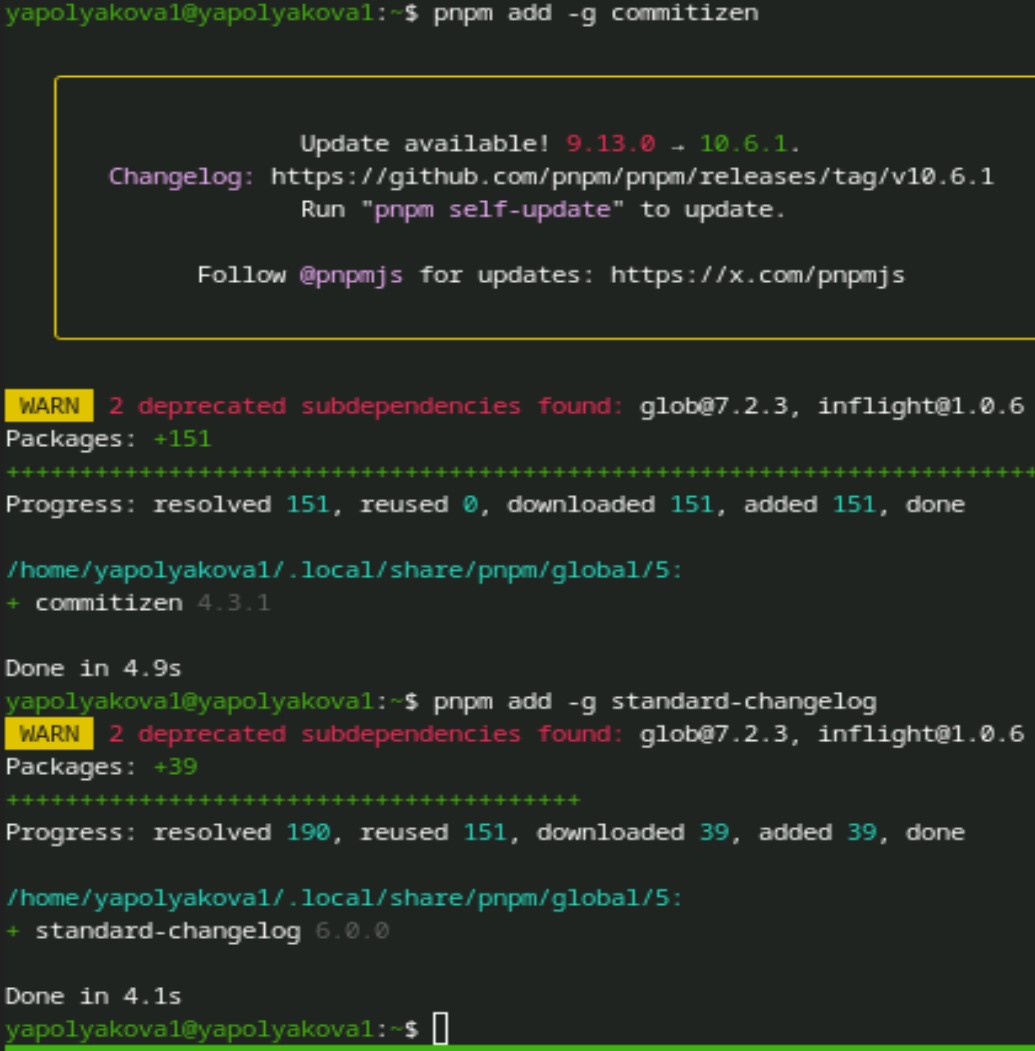 yapolyakova1@yapolyakova1:~$ pnpm add -g commitizen
Update available! 9.13.0 → 10.6.1.
Changelog: https://github.com/pnpm/pnpm/releases/tag/v10.6.1
Run "pnpm self-update" to update.
Follow @pnpmjs for updates: https://x.com/pnpmjs
WARN 2 deprecated subdependencies found: glob@7.2.3, inflight@1.0.6
Packages: +151
++++++++++++++++++++++++++++++++++++++++++++++++++++++++++++++++++++++
Progress: resolved 151, reused 0, downloaded 151, added 151, done
/home/yapolyakova1/.local/share/pnpm/global/5:
+ commitizen 4.3.1
Done in 4.9s
yapolyakova1@yapolyakova1:~$ pnpm add -g standard-changelog
WARN 2 deprecated subdependencies found: glob@7.2.3, inflight@1.0.6
Packages: +39
+++++++++++++++++++++++++++++++++++++++
Progress: resolved 190, reused 151, downloaded 39, added 39, done
/home/yapolyakova1/.local/share/pnpm/global/5:
+ standard-changelog 6.0.0
Done in 4.1s
yapolyakova1@yapolyakova1:~$